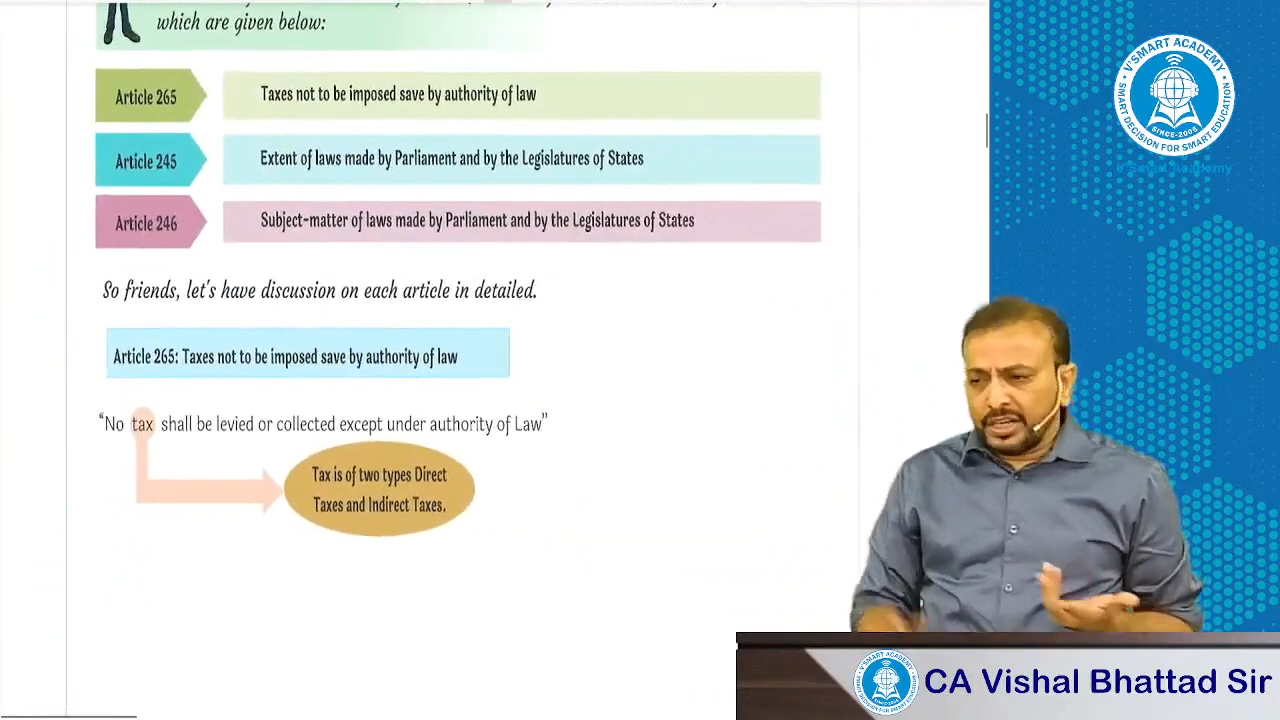 which are given below:
Article 265
Taxes not to be imposed save by authority of law
Article 245
Extent of laws made by Parliament and by the Legislatures of States
Article 246
Subject-matter of laws made by Parliament and by the Legislatures of States
So friends, let's have discussion on each article in detailed.
Article 265: Taxes not to be imposed save by authority of law
“No tax shall be levied or collected except under authority of Law”
Tax is of two types Direct
Taxes and Indirect Taxes.
V'SMART ACADEMY
SMART DECISION FOR SMART EDUCATION
SINCE-2005
V'Smart Academy
CA Vishal Bhattad Sir